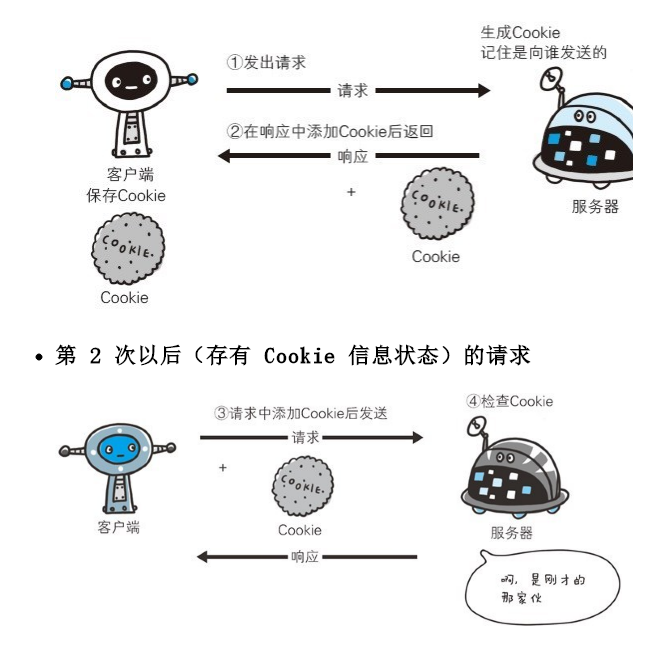 生成Cookie
记住是向谁发送的
①发出请求
请求
②在响应中添加Cookie后返回
响应
客户端
保存Cookie
+
COOKIE.
COOKIE.
服务器
Cookie
Cookie
• 第 2 次以后（存有 Cookie 信息状态）的请求
④检查Cookie
③请求中添加Cookie后发送
请求
+
COOKIE.
客户端
Cookie
服务器
响应
啊，是刚才的
那家伙